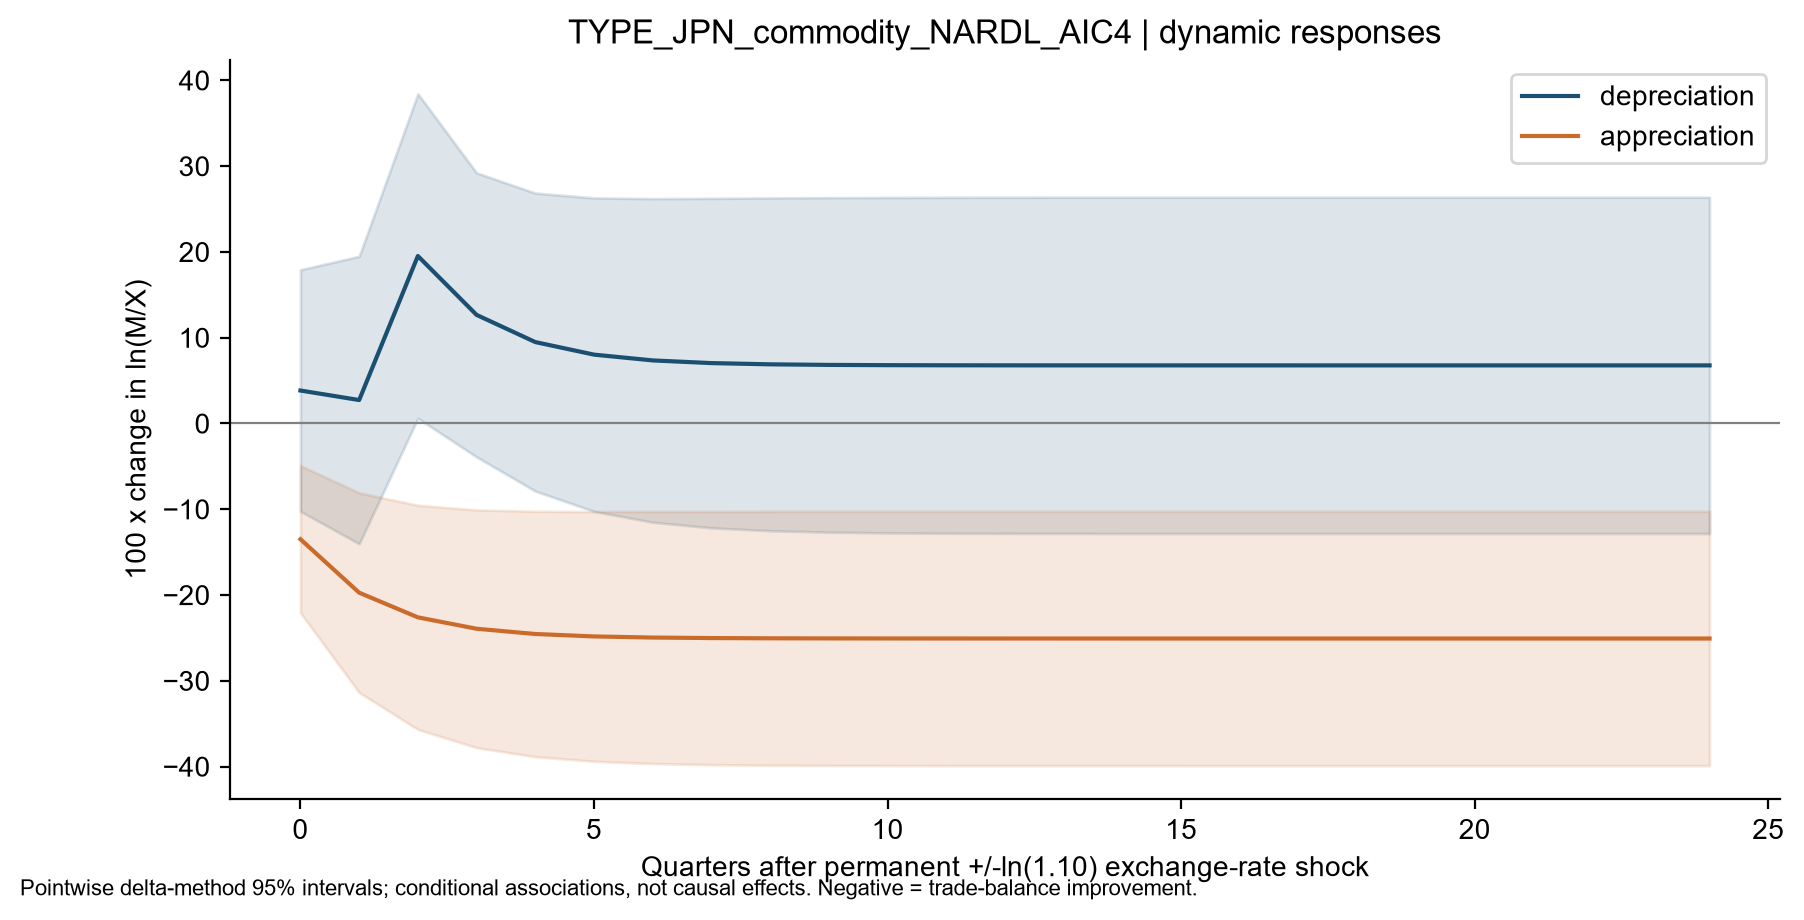 TYPE_JPN_commodity_NARDL_AIC4 | dynamic responses
depreciation
appreciation
100 x change in ln(M/X)
40
30
20
10
0
−10
−20
−30
−40
0
5
10
15
20
25
Quarters after permanent +/-ln(1.10) exchange-rate shock
Pointwise delta-method 95% intervals; conditional associations, not causal effects. Negative = trade-balance improvement.